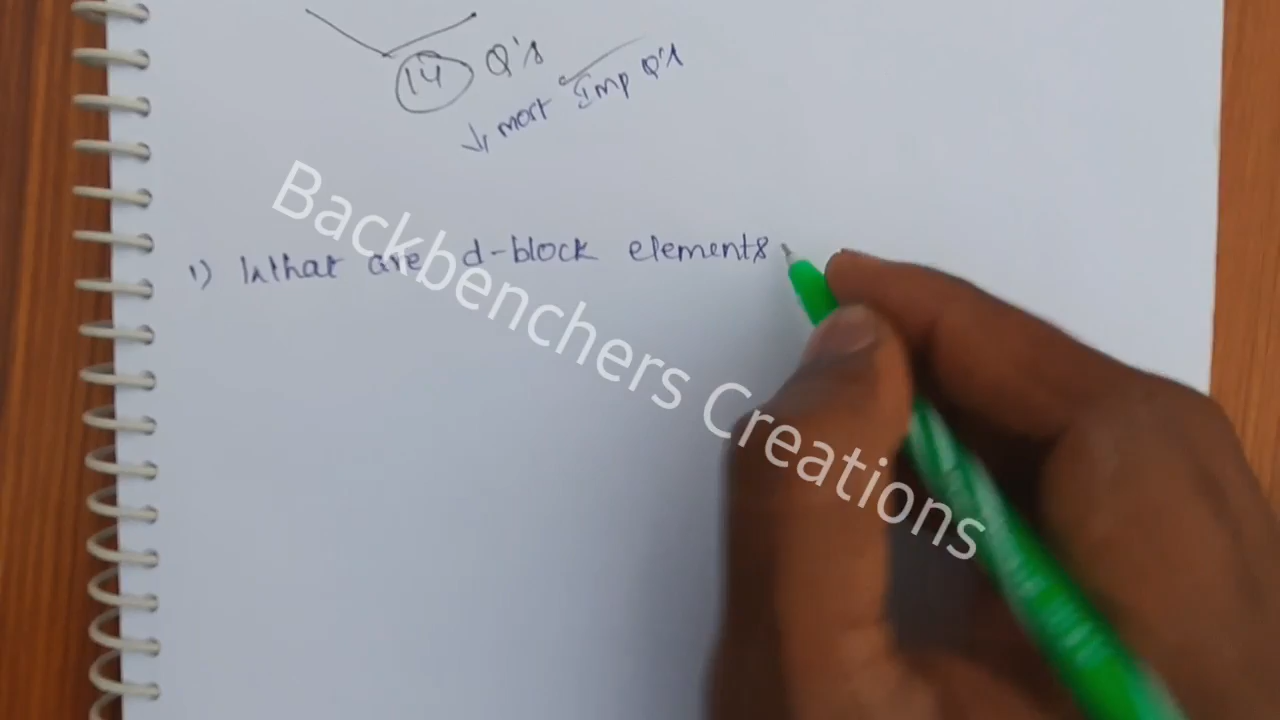 14 Q's
most Imp Q's
1) What are d-block elements
Backbenchers Creations